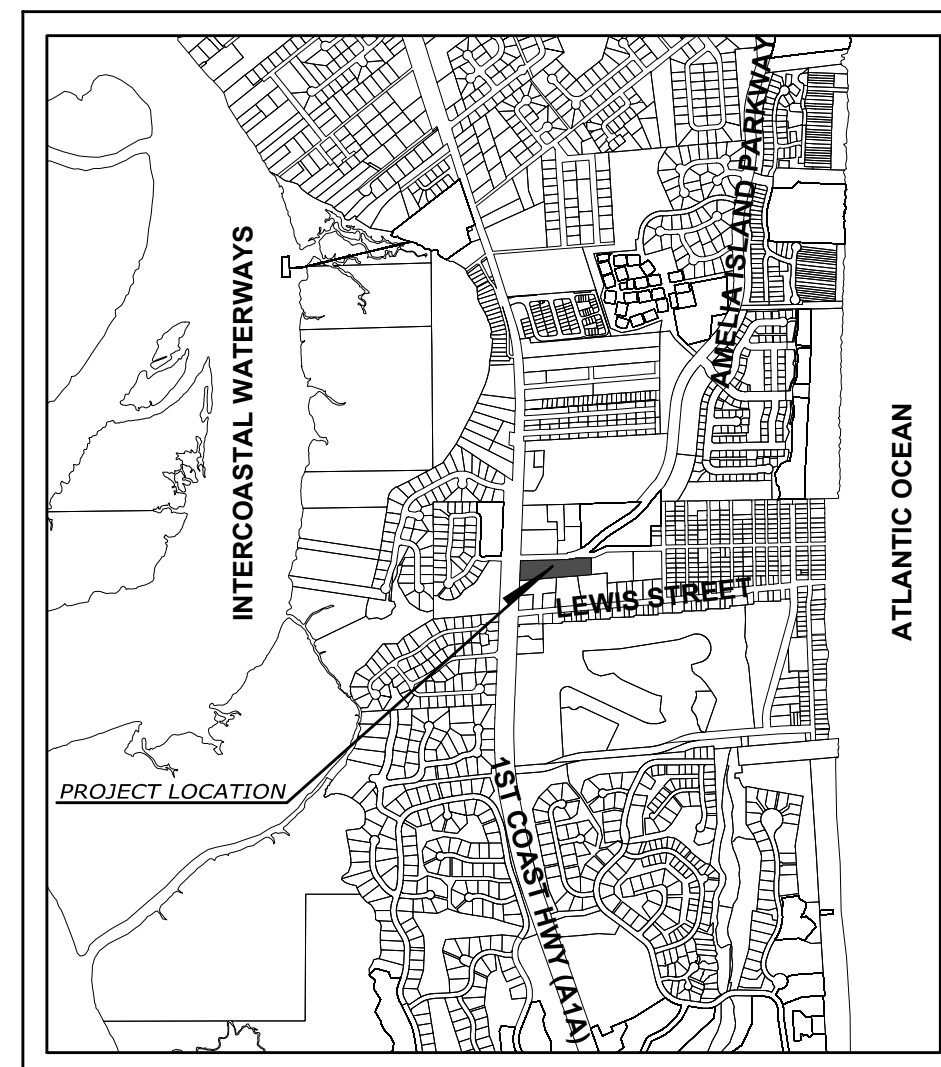 AMELIA ISLAND PARKWAY
INTERCOASTAL WATERWAYS
ATLANTIC OCEAN
LEWIS STREET
PROJECT LOCATION
1ST COAST HWY (A1A)